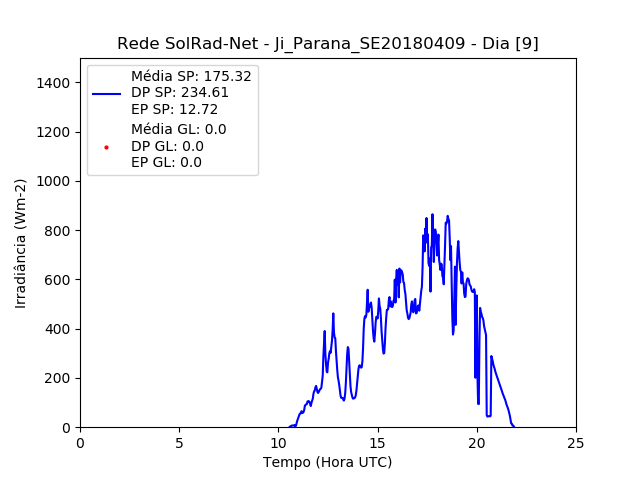 Rede SolRad-Net - Ji_Parana_SE20180409 - Dia [9]
Média SP: 175.32
DP SP: 234.61
EP SP: 12.72
Média GL: 0.0
DP GL: 0.0
EP GL: 0.0
1400
1200
1000
800
600
400
200
0
Irradiância (Wm-2)
0 5 10 15 20 25
Tempo (Hora UTC)